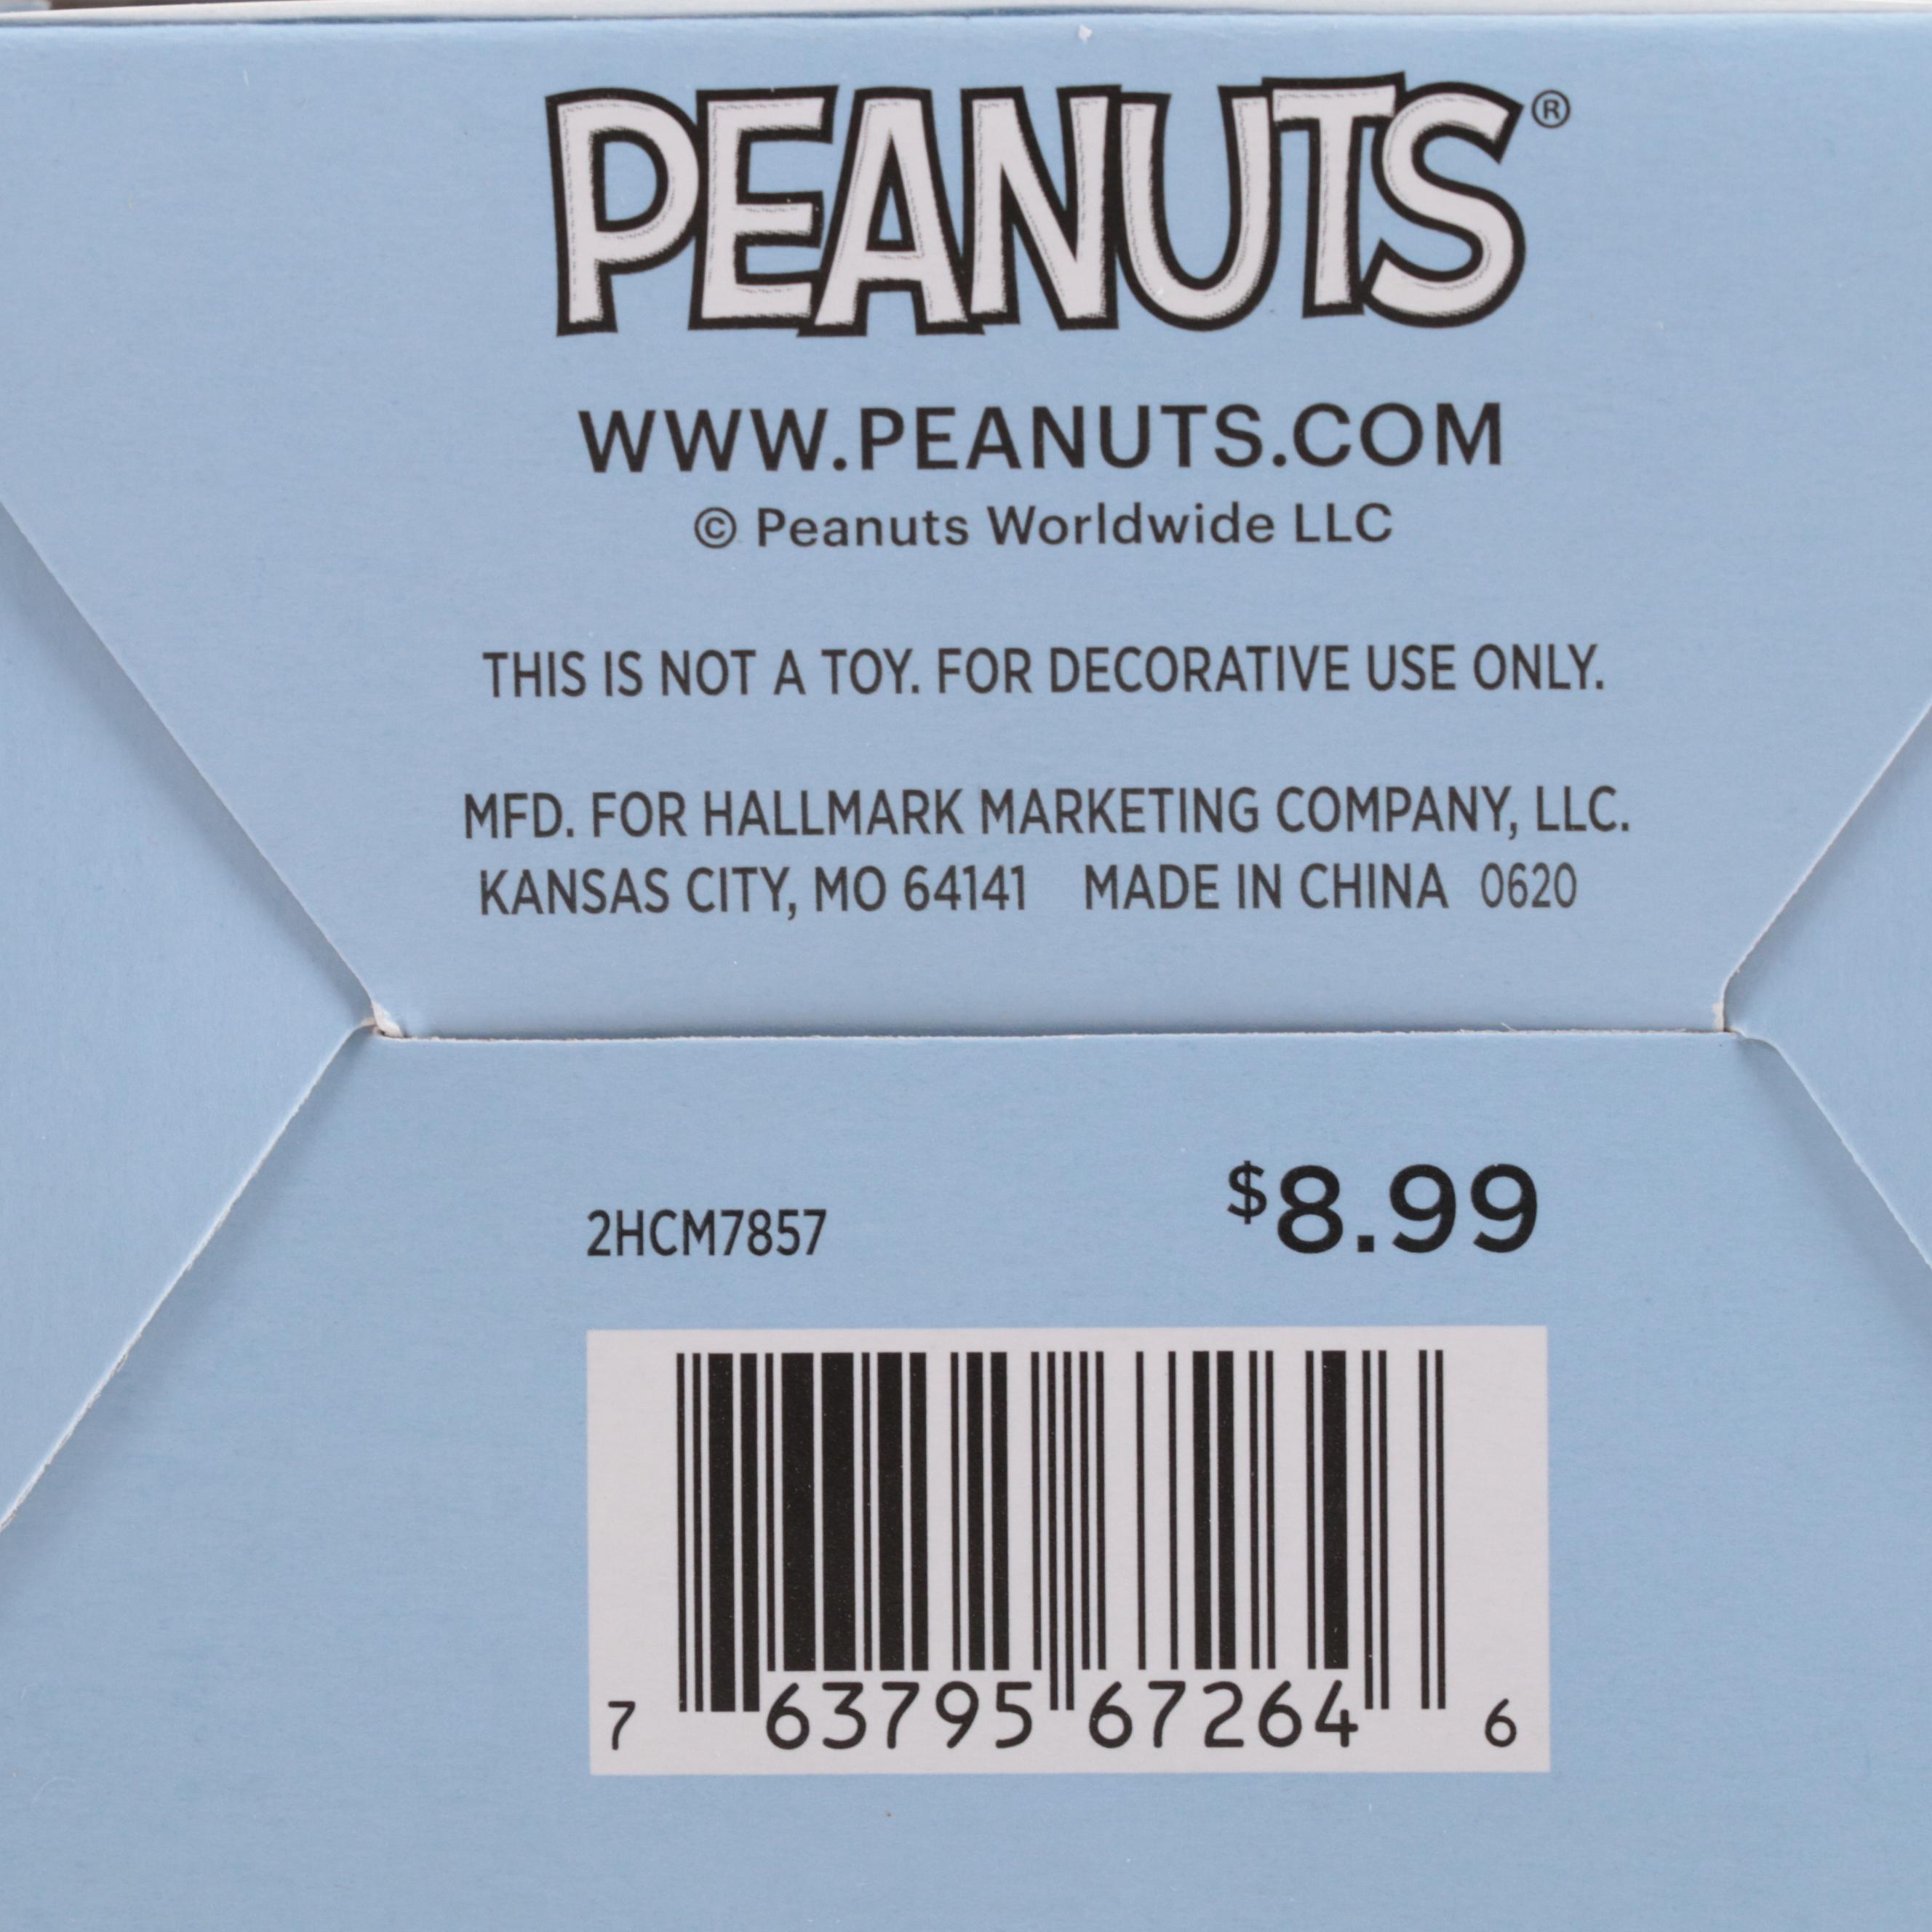 PEANUTS®
WWW.PEANUTS.COM
© Peanuts Worldwide LLC
THIS IS NOT A TOY. FOR DECORATIVE USE ONLY.
MFD. FOR HALLMARK MARKETING COMPANY, LLC.
KANSAS CITY, MO 64141 MADE IN CHINA 0620
2HCM7857 $8.99
7 63795 67264 6